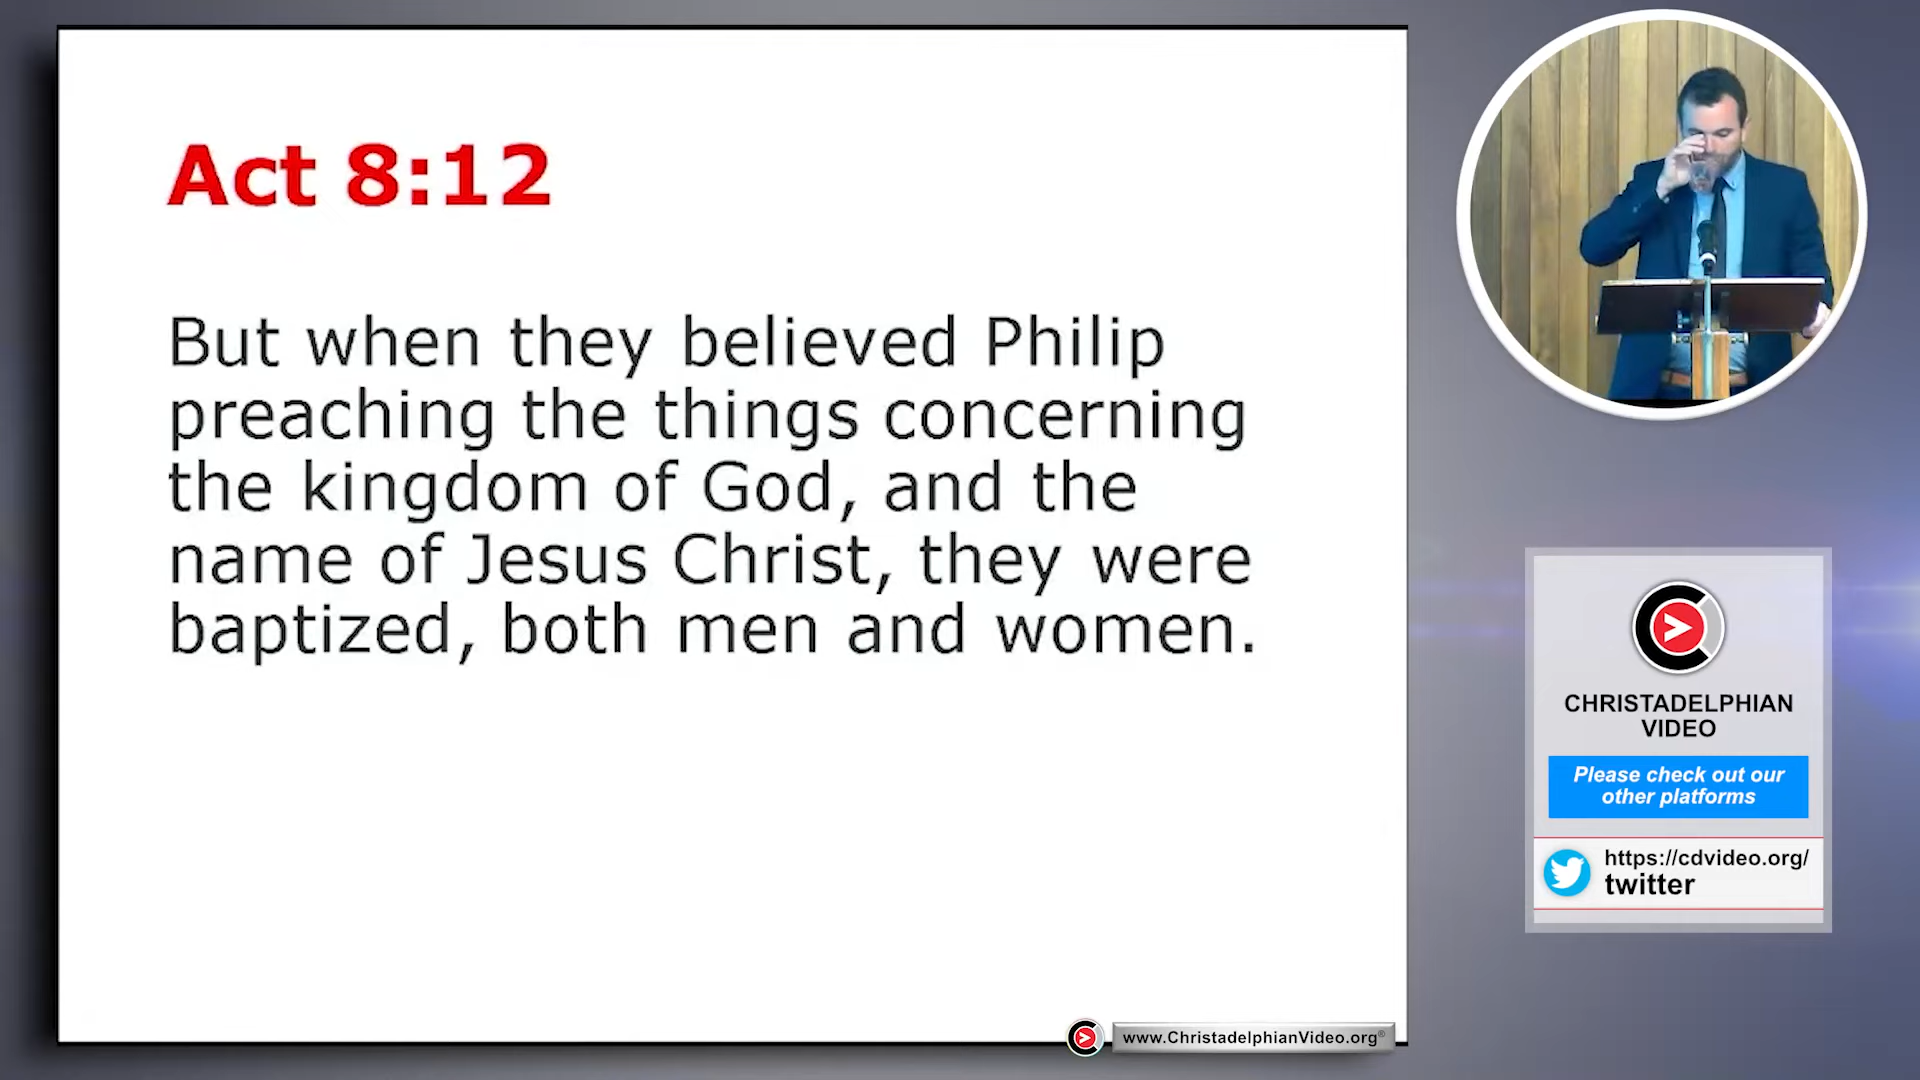 Act 8:12
But when they believed Philip
preaching the things concerning
the kingdom of God, and the
name of Jesus Christ, they were
baptized, both men and women.
CHRISTADELPHIAN
VIDEO
Please check out our
other platforms
https://cdvideo.org/
twitter
www.ChristadelphianVideo.org®